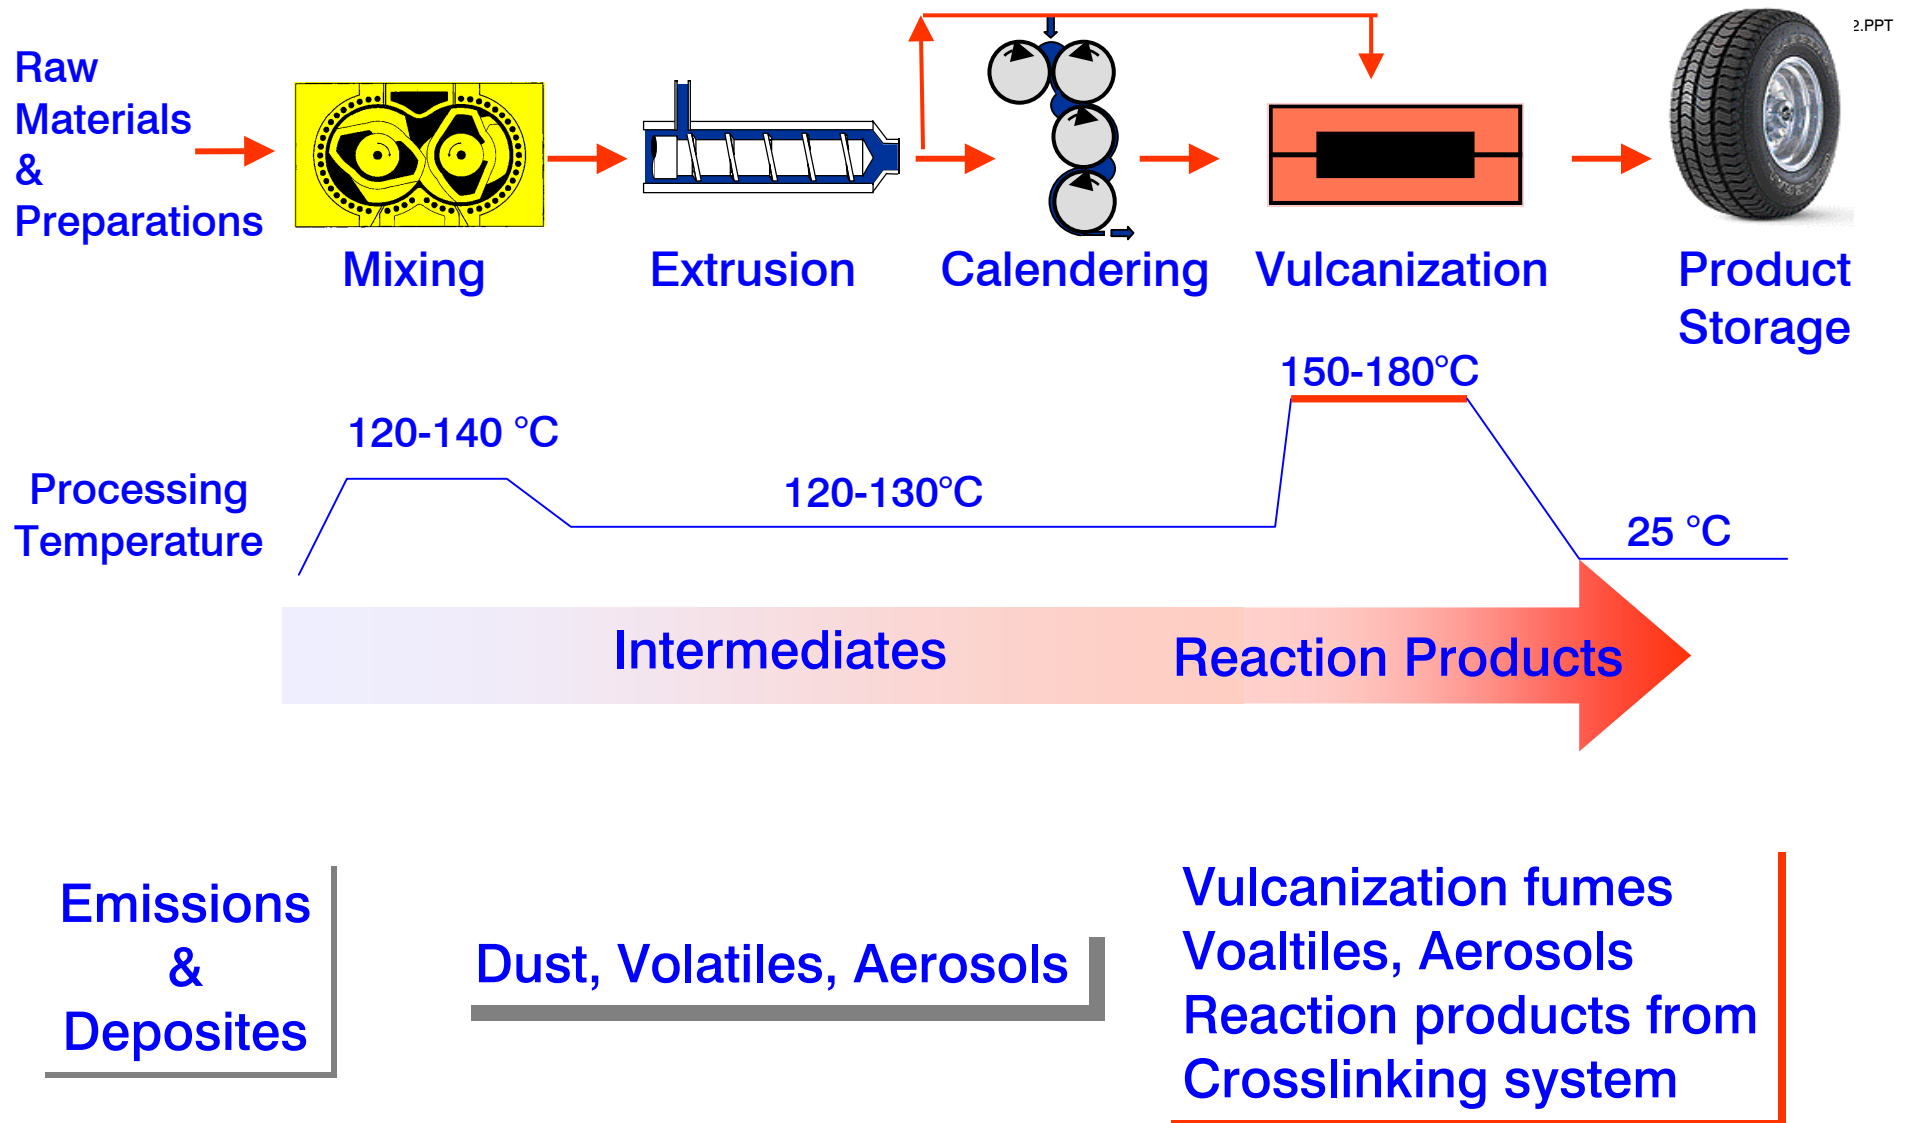 2.PPT
Raw
Materials
&
Preparations
Mixing
Extrusion
Calendering
Vulcanization
Product
Storage
150-180°C
120-140 °C
Processing
Temperature
120-130°C
25 °C
Intermediates
Reaction Products
Emissions
&
Deposites
Dust, Volatiles, Aerosols
Vulcanization fumes
Voaltiles, Aerosols
Reaction products from
Crosslinking system